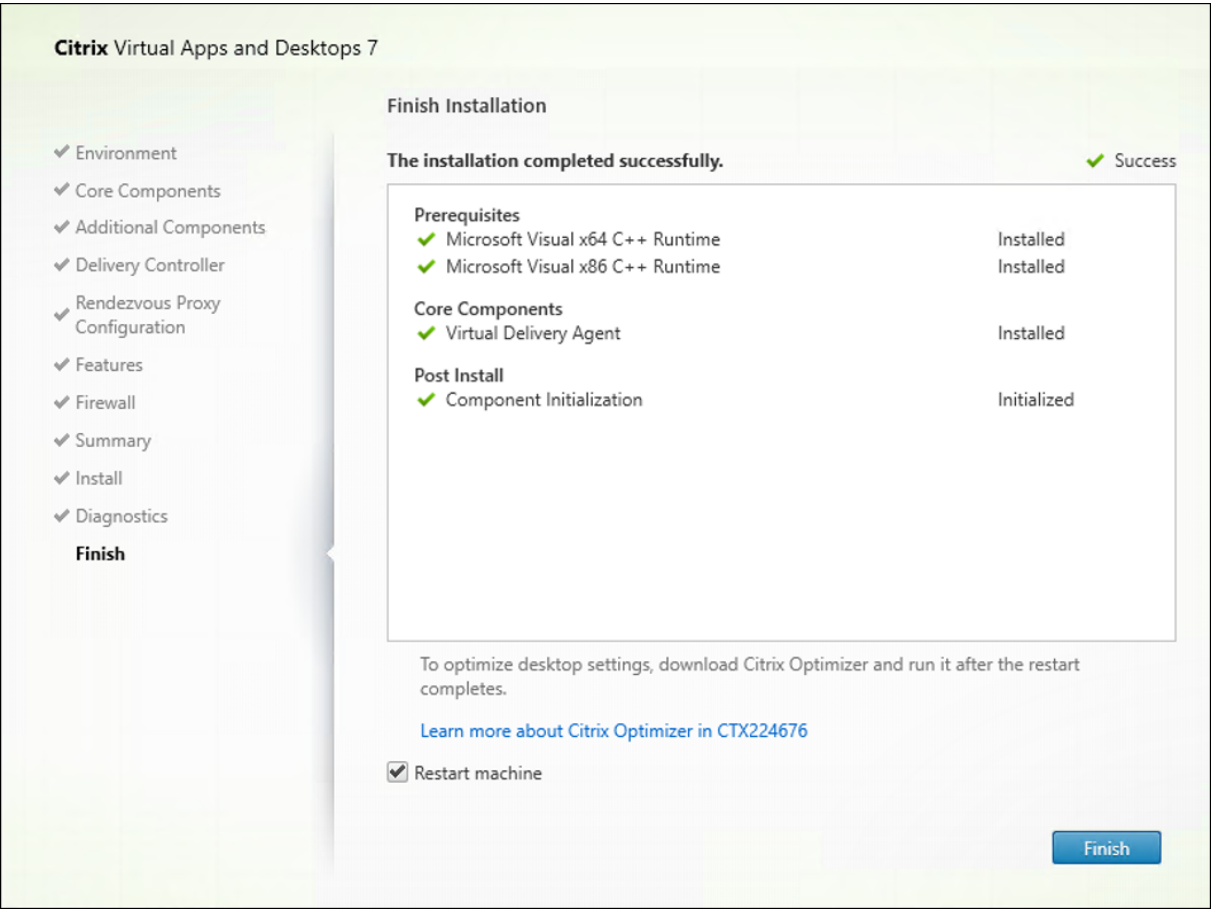 Citrix Virtual Apps and Desktops 7
Environment
Core Components
Additional Components
Delivery Controller
Rendezvous Proxy
Configuration
Features
Firewall
Summary
Install
Diagnostics
Finish
Finish Installation
The installation completed successfully.
Success
Prerequisites
Microsoft Visual x64 C++ Runtime Installed
Microsoft Visual x86 C++ Runtime Installed
Core Components
Virtual Delivery Agent Installed
Post Install
Component Initialization Initialized
To optimize desktop settings, download Citrix Optimizer and run it after the restart
completes.
Learn more about Citrix Optimizer in CTX224676
Restart machine
Finish